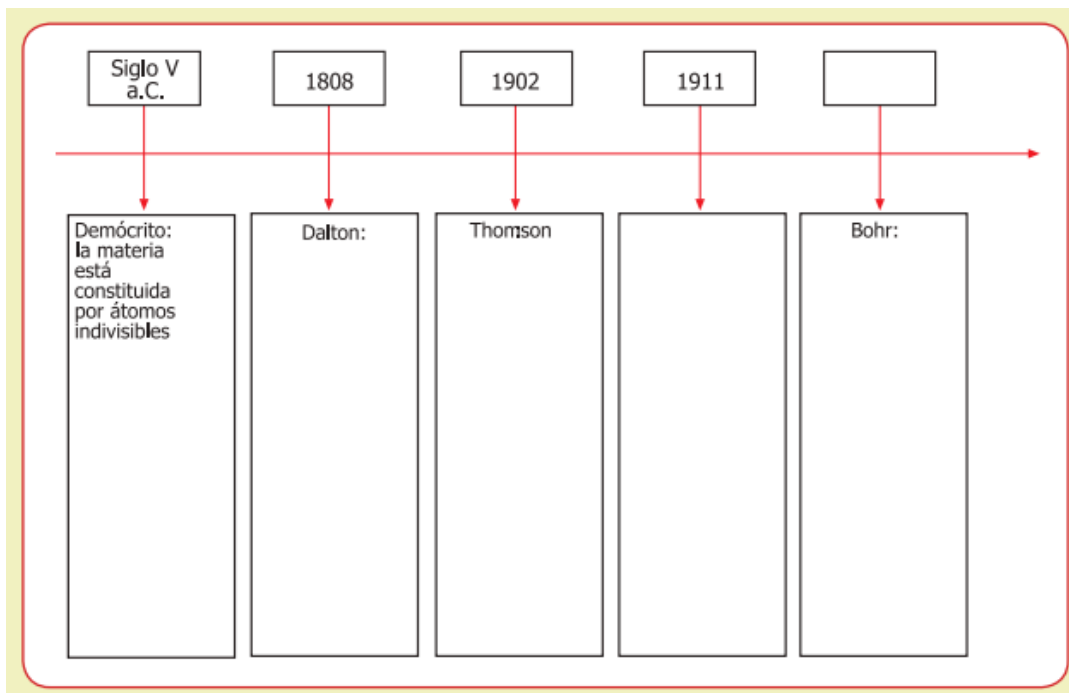 Siglo V
a.C.
1808
1902
1911
Demócrito:
la materia
está
constituida
por átomos
indivisibles
Dalton:
Thomson
Bohr: